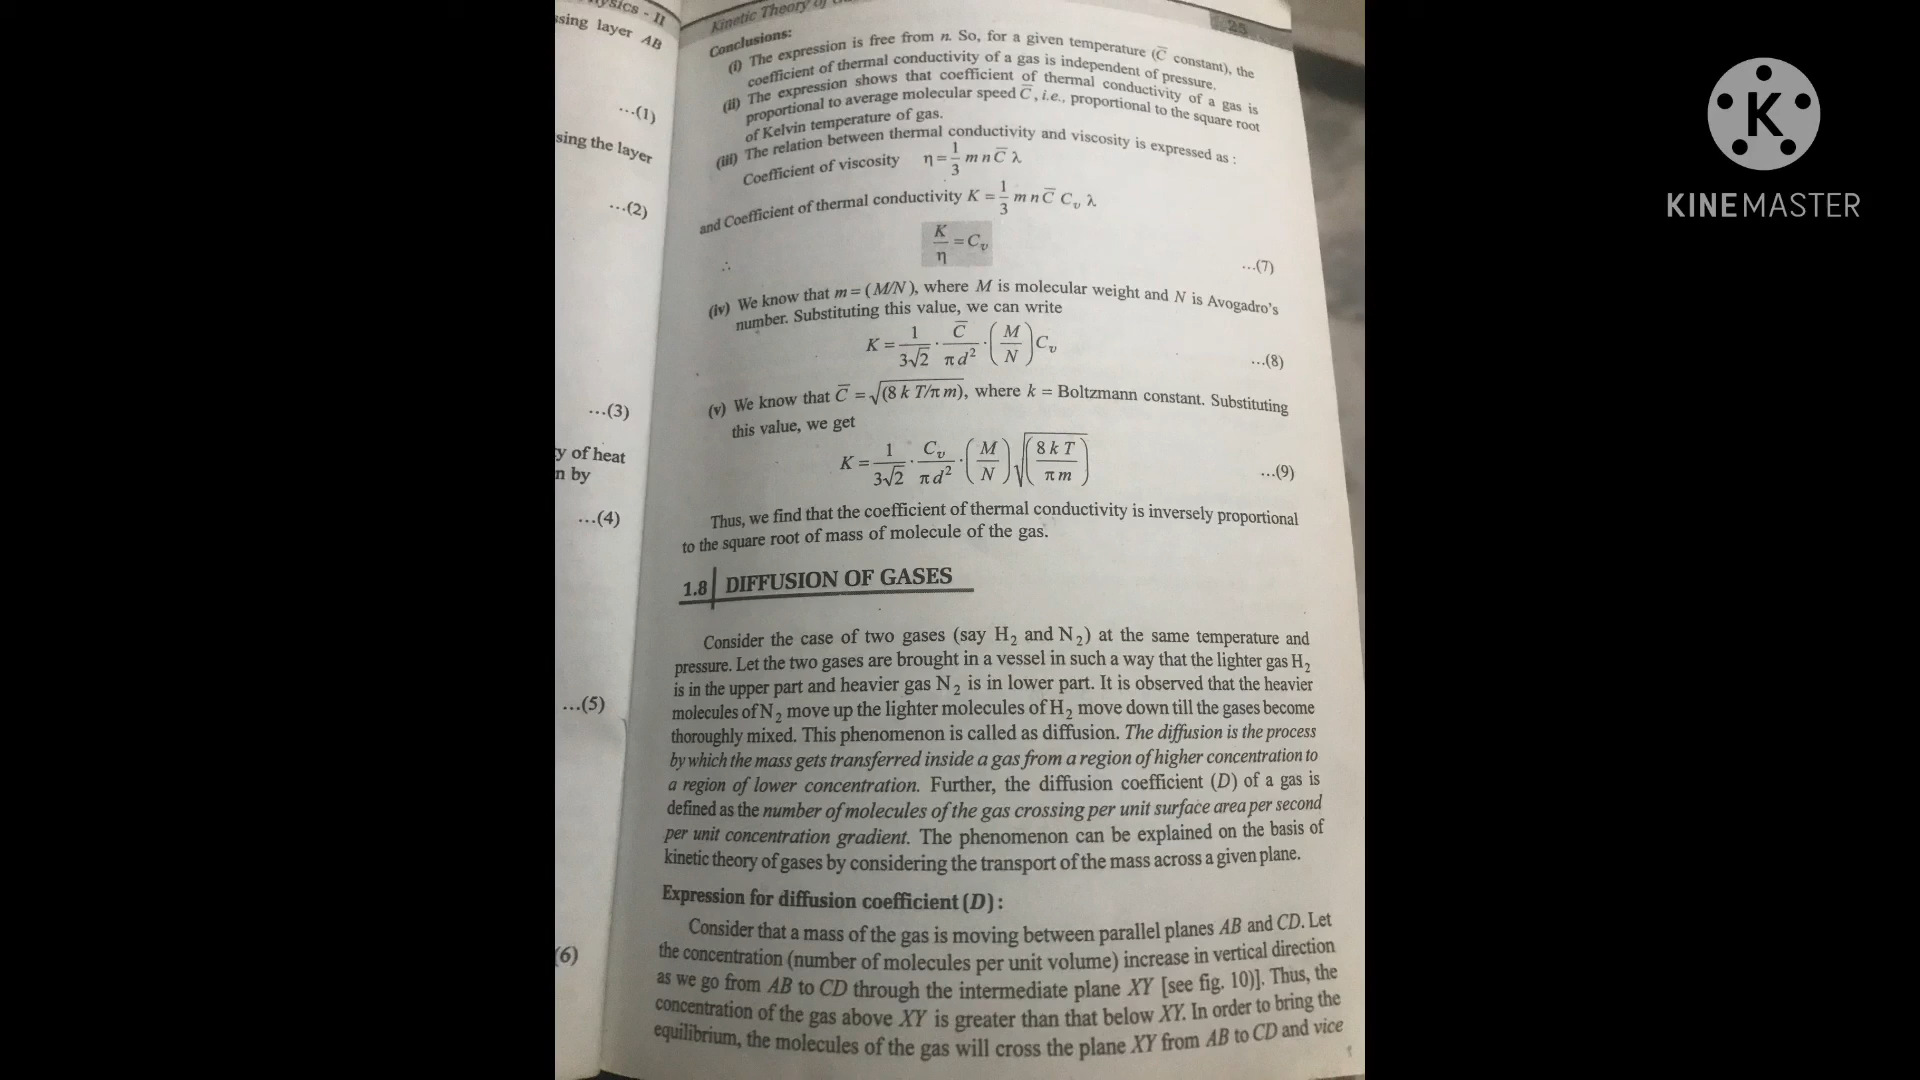 ysics - II
ssing layer AB
...(1)
sing the layer
...(2)
...(3)
y of heat
n by
...(4)
...(5)
(6)
Kinetic Theory of
25
Conclusions:
(i) The expression is free from n. So, for a given temperature (C̅ constant), the
coefficient of thermal conductivity of a gas is independent of pressure.
(ii) The expression shows that coefficient of thermal conductivity of a gas is
proportional to average molecular speed C̅, i.e., proportional to the square root
of Kelvin temperature of gas.
(iii) The relation between thermal conductivity and viscosity is expressed as :
Coefficient of viscosity η = 1/3 m n C̅ λ
and Coefficient of thermal conductivity K = 1/3 m n C̅ Cᵥ λ
∴ K/η = Cᵥ ...(7)
(iv) We know that m = (M/N), where M is molecular weight and N is Avogadro's
number. Substituting this value, we can write
K = 1/3√2 · C̅/π d² · (M/N) Cᵥ ...(8)
(v) We know that C̅ = √(8 k T/π m), where k = Boltzmann constant. Substituting
this value, we get
K = 1/3√2 · Cᵥ/π d² · (M/N) √(8 k T/π m) ...(9)
Thus, we find that the coefficient of thermal conductivity is inversely proportional
to the square root of mass of molecule of the gas.
1.8 DIFFUSION OF GASES
Consider the case of two gases (say H₂ and N₂) at the same temperature and
pressure. Let the two gases are brought in a vessel in such a way that the lighter gas H₂
is in the upper part and heavier gas N₂ is in lower part. It is observed that the heavier
molecules of N₂ move up the lighter molecules of H₂ move down till the gases become
thoroughly mixed. This phenomenon is called as diffusion. The diffusion is the process
by which the mass gets transferred inside a gas from a region of higher concentration to
a region of lower concentration. Further, the diffusion coefficient (D) of a gas is
defined as the number of molecules of the gas crossing per unit surface area per second
per unit concentration gradient. The phenomenon can be explained on the basis of
kinetic theory of gases by considering the transport of the mass across a given plane.
Expression for diffusion coefficient (D) :
Consider that a mass of the gas is moving between parallel planes AB and CD. Let
the concentration (number of molecules per unit volume) increase in vertical direction
as we go from AB to CD through the intermediate plane XY [see fig. 10)]. Thus, the
concentration of the gas above XY is greater than that below XY. In order to bring the
equilibrium, the molecules of the gas will cross the plane XY from AB to CD and vice
K
KINEMASTER